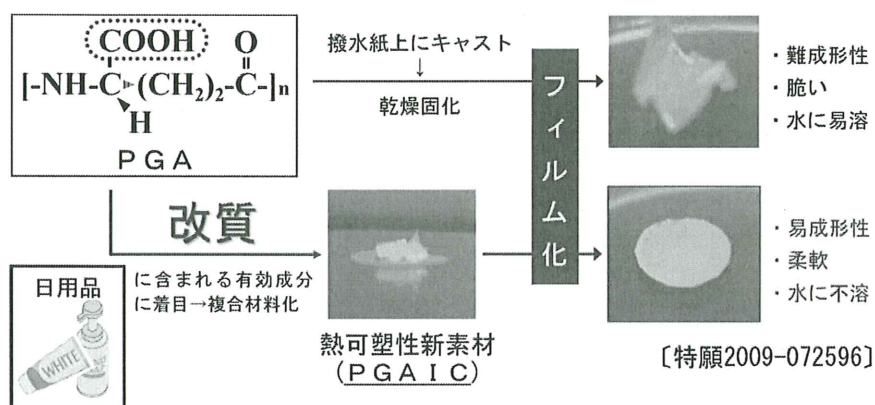 COOH O
[-NH-C-(CH₂)₂-C-]n
H
PGA
撥水紙上にキャスト
↓
乾燥固化
フィルム化
・難成形性
・脆い
・水に易溶
改質
日用品
に含まれる有効成分
に着目→複合材料化
WHITE
熱可塑性新素材
(PGAIC)
・易成形性
・柔軟
・水に不溶
〔特願2009-072596〕